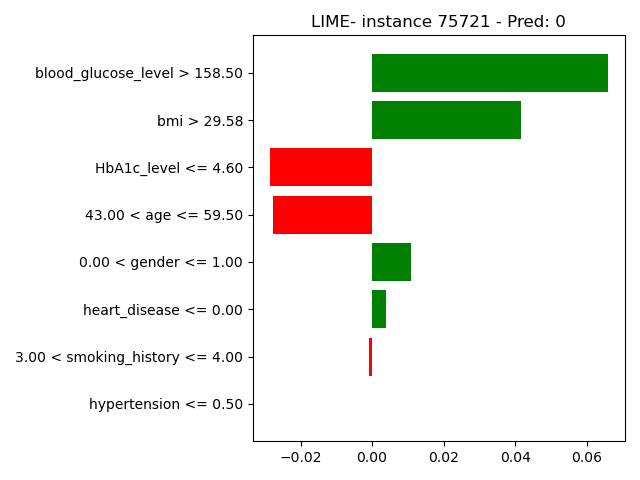 LIME- instance 75721 - Pred: 0
blood_glucose_level > 158.50
bmi > 29.58
HbA1c_level <= 4.60
43.00 < age <= 59.50
0.00 < gender <= 1.00
heart_disease <= 0.00
3.00 < smoking_history <= 4.00
hypertension <= 0.50
−0.02 0.00 0.02 0.04 0.06